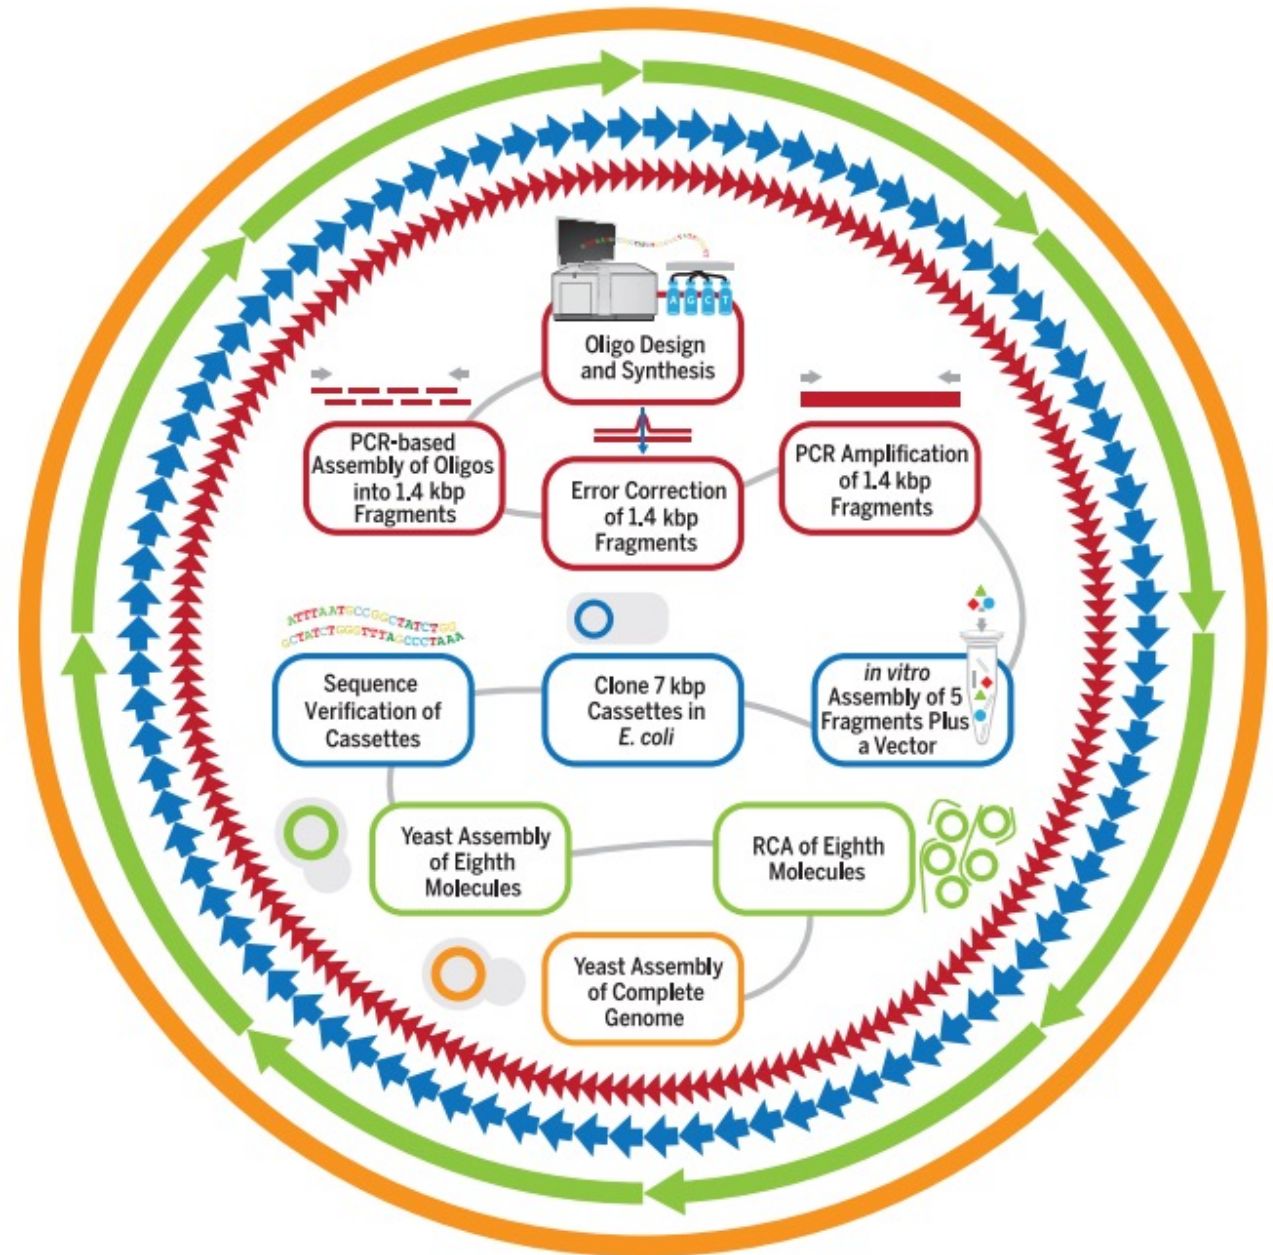 A G C T
Oligo Design
and Synthesis
PCR-based
Assembly of Oligos
into 1.4 kbp
Fragments
Error Correction
of 1.4 kbp
Fragments
PCR Amplification
of 1.4 kbp
Fragments
ATTTAATGCCGGCTATCTGG
GCTATCTGGGTTTAGCCCTAAA
Sequence
Verification of
Cassettes
Clone 7 kbp
Cassettes in
E. coli
in vitro
Assembly of 5
Fragments Plus
a Vector
Yeast Assembly
of Eighth
Molecules
RCA of Eighth
Molecules
Yeast Assembly
of Complete
Genome